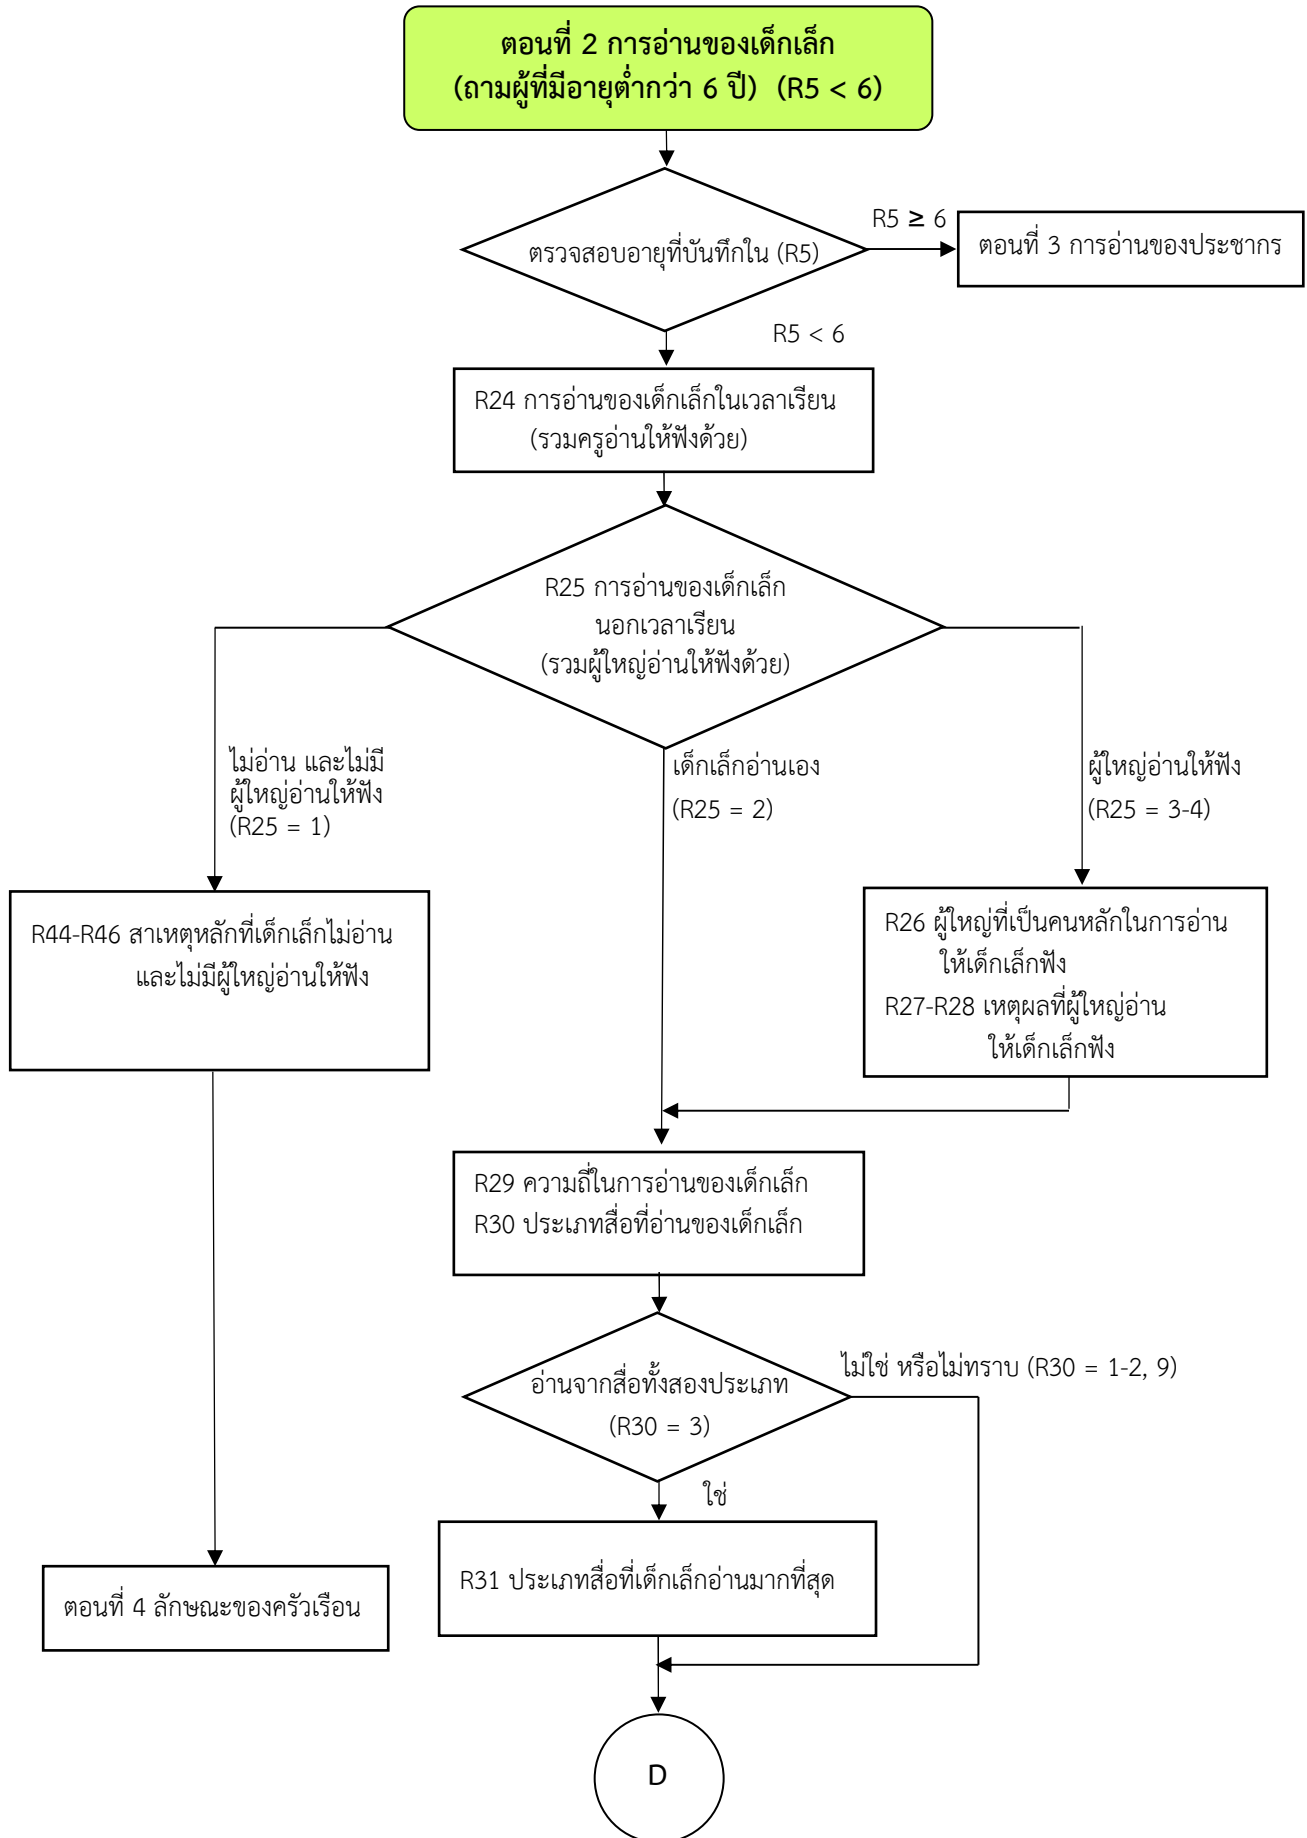 ตอนที่ 2 การอ่านของเด็กเล็ก
(ถามผู้ที่มีอายุต่ำกว่า 6 ปี) (R5 < 6)
R5 ≥ 6
ตรวจสอบอายุที่บันทึกใน (R5)
ตอนที่ 3 การอ่านของประชากร
R5 < 6
R24 การอ่านของเด็กเล็กในเวลาเรียน
(รวมครูอ่านให้ฟังด้วย)
R25 การอ่านของเด็กเล็ก
นอกเวลาเรียน
(รวมผู้ใหญ่อ่านให้ฟังด้วย)
ไม่อ่าน และไม่มี
ผู้ใหญ่อ่านให้ฟัง
(R25 = 1)
เด็กเล็กอ่านเอง
(R25 = 2)
ผู้ใหญ่อ่านให้ฟัง
(R25 = 3-4)
R44-R46 สาเหตุหลักที่เด็กเล็กไม่อ่าน
และไม่มีผู้ใหญ่อ่านให้ฟัง
R26 ผู้ใหญ่ที่เป็นคนหลักในการอ่าน
ให้เด็กเล็กฟัง
R27-R28 เหตุผลที่ผู้ใหญ่อ่าน
ให้เด็กเล็กฟัง
R29 ความถี่ในการอ่านของเด็กเล็ก
R30 ประเภทสื่อที่อ่านของเด็กเล็ก
ไม่ใช่ หรือไม่ทราบ (R30 = 1-2, 9)
อ่านจากสื่อทั้งสองประเภท
(R30 = 3)
ใช่
R31 ประเภทสื่อที่เด็กเล็กอ่านมากที่สุด
ตอนที่ 4 ลักษณะของครัวเรือน
D